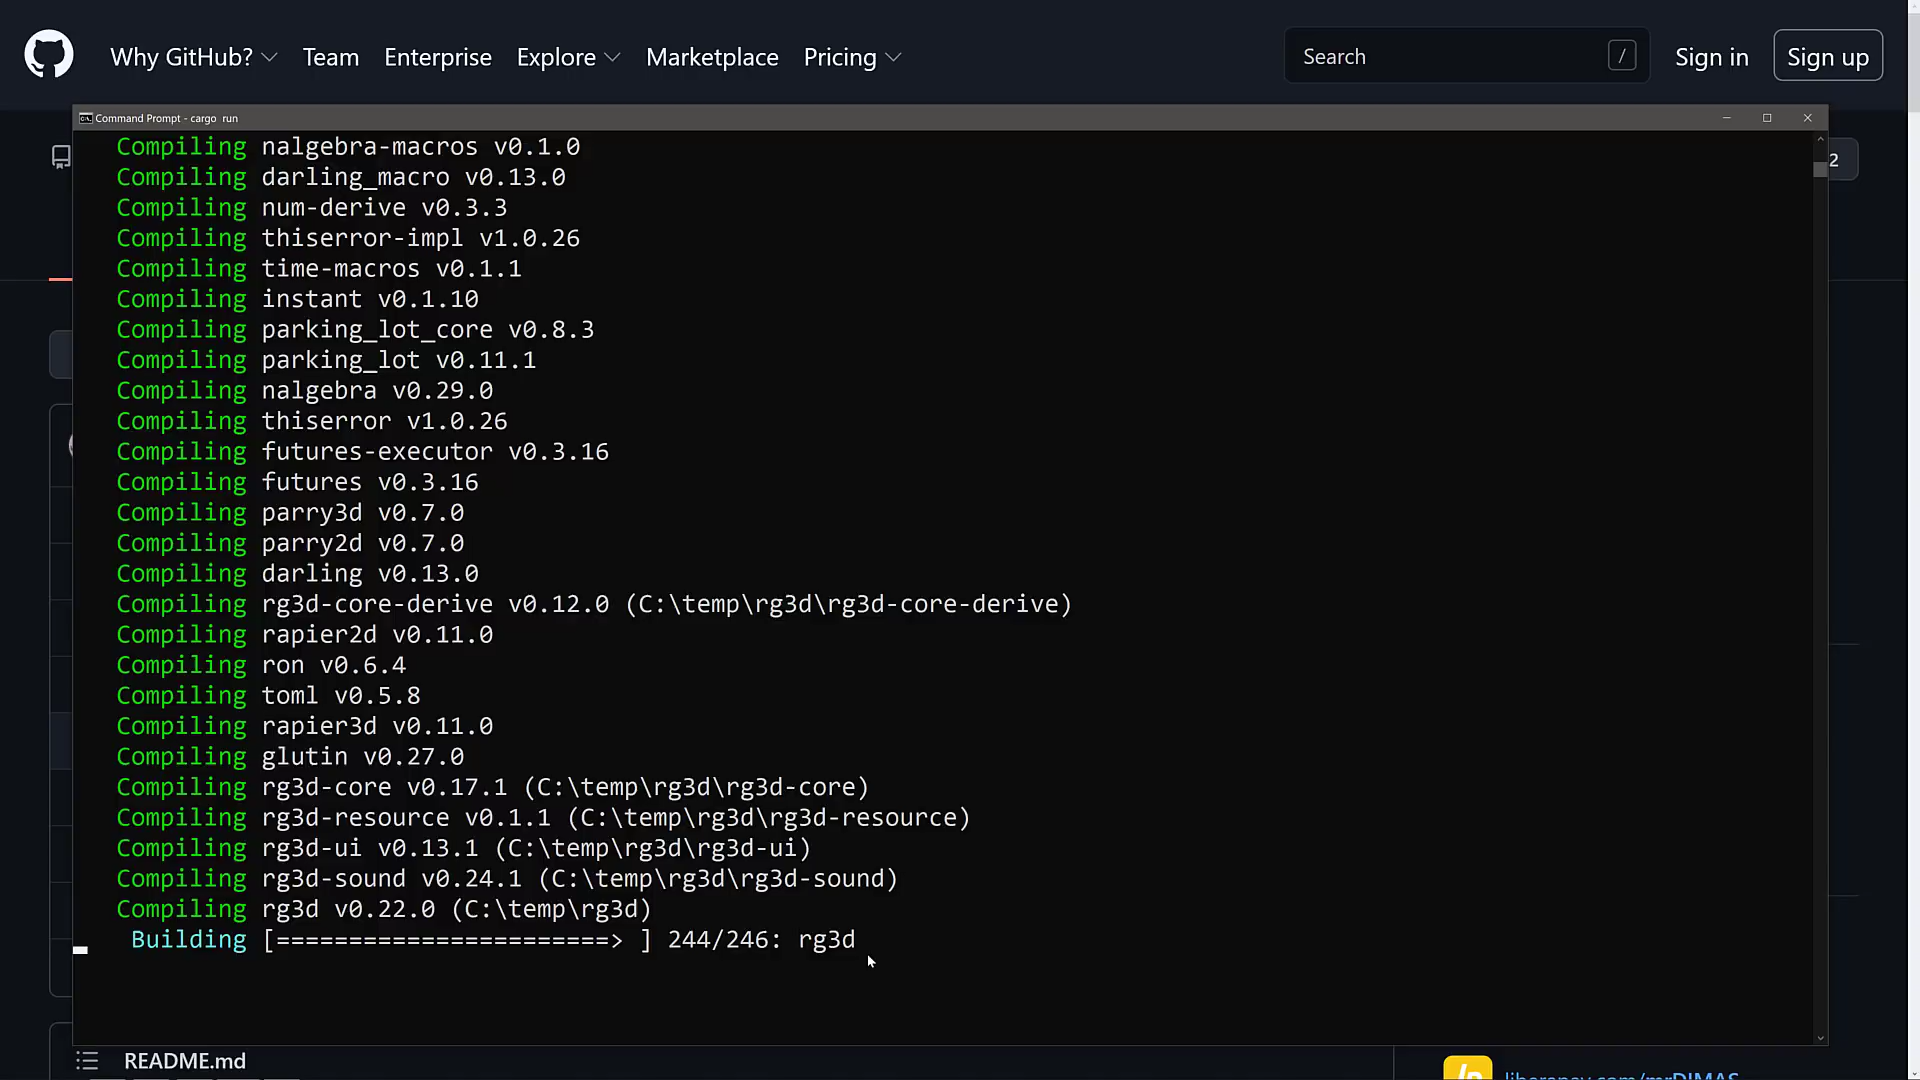 Why GitHub? Team Enterprise Explore Marketplace Pricing Search / Sign in Sign up
Command Prompt - cargo run
Compiling nalgebra-macros v0.1.0
Compiling darling_macro v0.13.0
Compiling num-derive v0.3.3
Compiling thiserror-impl v1.0.26
Compiling time-macros v0.1.1
Compiling instant v0.1.10
Compiling parking_lot_core v0.8.3
Compiling parking_lot v0.11.1
Compiling nalgebra v0.29.0
Compiling thiserror v1.0.26
Compiling futures-executor v0.3.16
Compiling futures v0.3.16
Compiling parry3d v0.7.0
Compiling parry2d v0.7.0
Compiling darling v0.13.0
Compiling rg3d-core-derive v0.12.0 (C:\temp\rg3d\rg3d-core-derive)
Compiling rapier2d v0.11.0
Compiling ron v0.6.4
Compiling toml v0.5.8
Compiling rapier3d v0.11.0
Compiling glutin v0.27.0
Compiling rg3d-core v0.17.1 (C:\temp\rg3d\rg3d-core)
Compiling rg3d-resource v0.1.1 (C:\temp\rg3d\rg3d-resource)
Compiling rg3d-ui v0.13.1 (C:\temp\rg3d\rg3d-ui)
Compiling rg3d-sound v0.24.1 (C:\temp\rg3d\rg3d-sound)
Compiling rg3d v0.22.0 (C:\temp\rg3d)
Building [=======================> ] 244/246: rg3d
2
README.md
liberapay.com/mrDIMAS